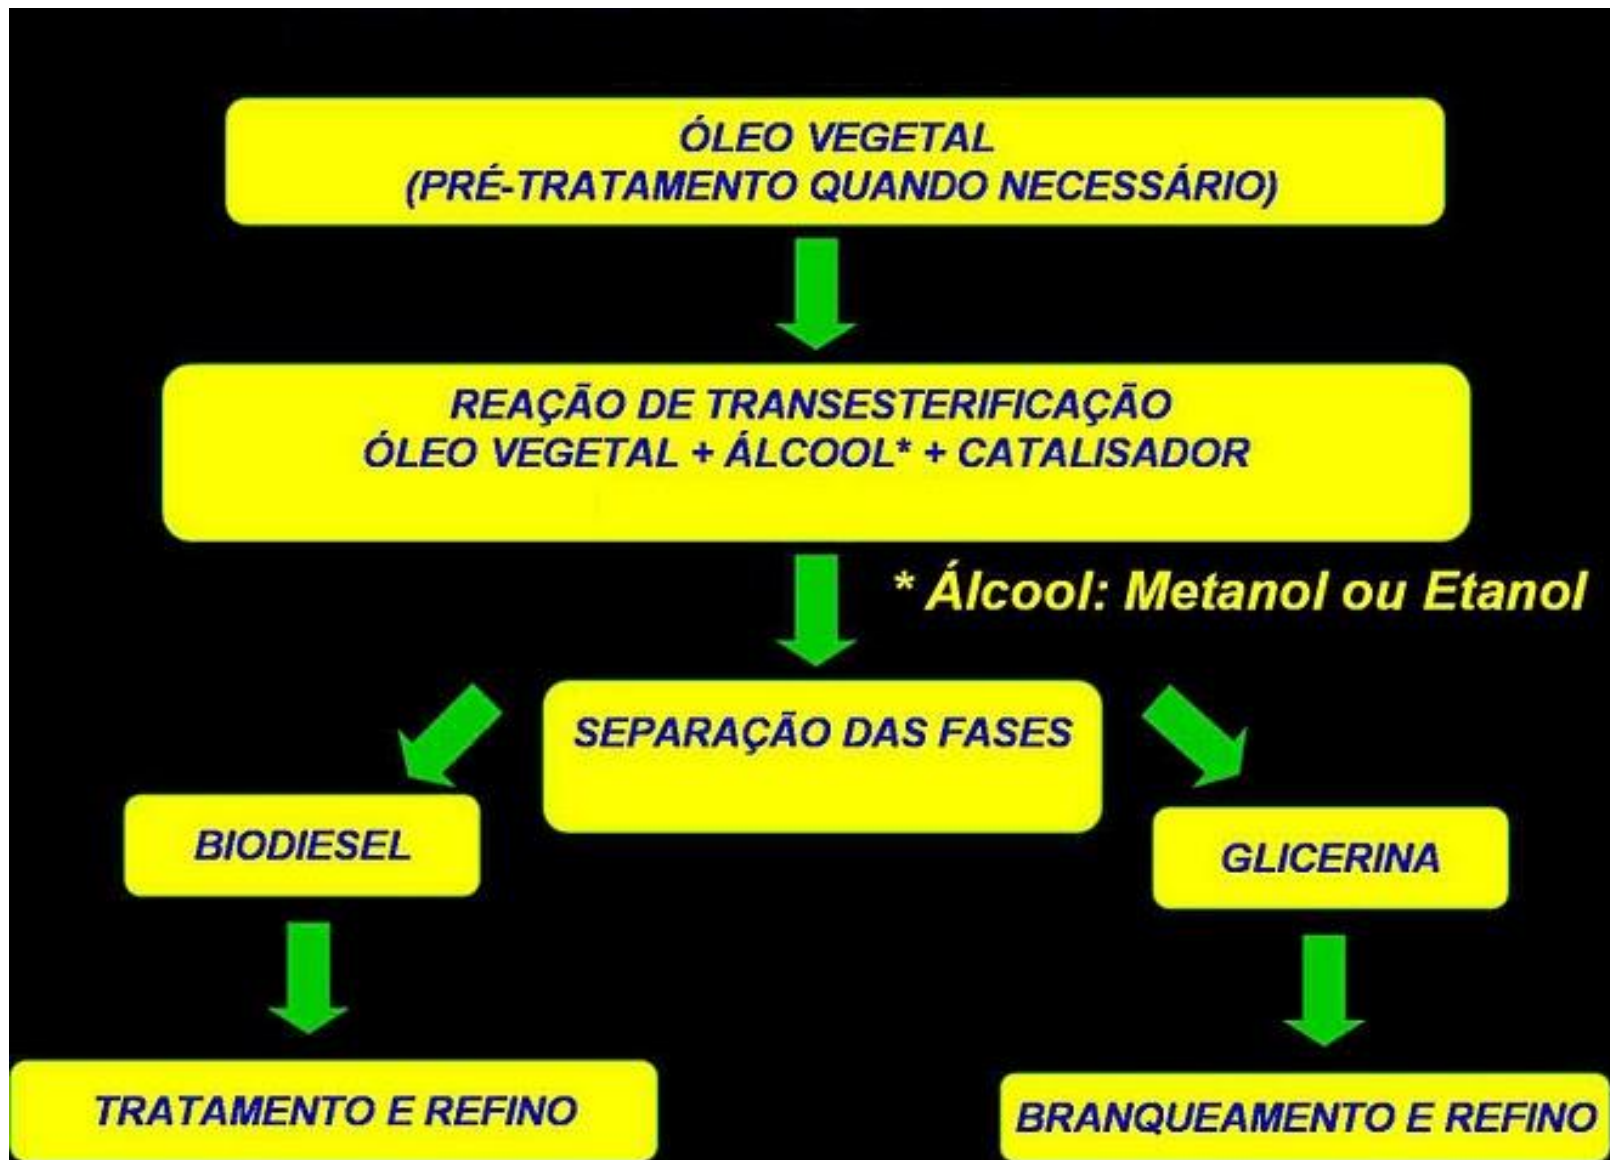 ÓLEO VEGETAL
(PRÉ-TRATAMENTO QUANDO NECESSÁRIO)
REAÇÃO DE TRANSESTERIFICAÇÃO
ÓLEO VEGETAL + ÁLCOOL* + CATALISADOR
* Álcool: Metanol ou Etanol
SEPARAÇÃO DAS FASES
BIODIESEL
GLICERINA
TRATAMENTO E REFINO
BRANQUEAMENTO E REFINO